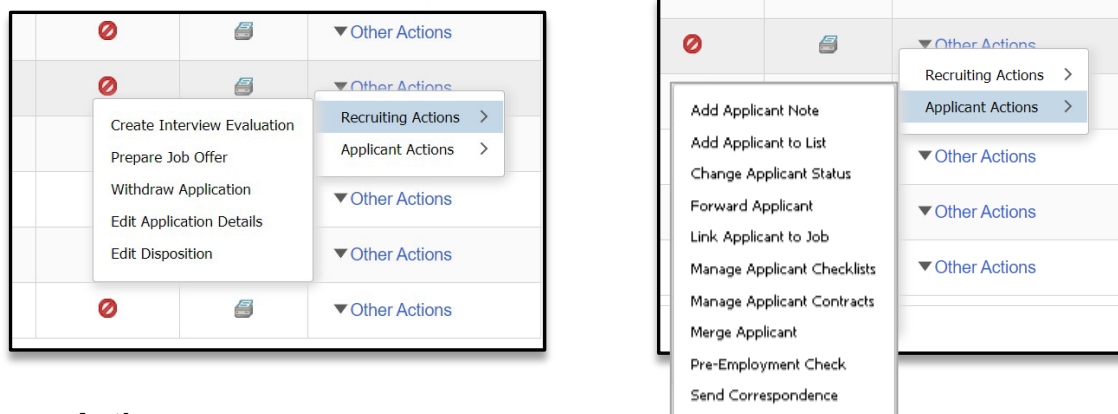 ▼Other Actions
▼Other Actions
Recruiting Actions >
Applicant Actions >
Create Interview Evaluation
Prepare Job Offer
Withdraw Application
Edit Application Details
Edit Disposition
▼Other Actions
▼Other Actions
▼Other Actions
▼Other Actions
Recruiting Actions >
Applicant Actions >
Add Applicant Note
Add Applicant to List
Change Applicant Status
Forward Applicant
Link Applicant to Job
Manage Applicant Checklists
Manage Applicant Contracts
Merge Applicant
Pre-Employment Check
Send Correspondence
▼Other Actions
▼Other Actions
▼Other Actions